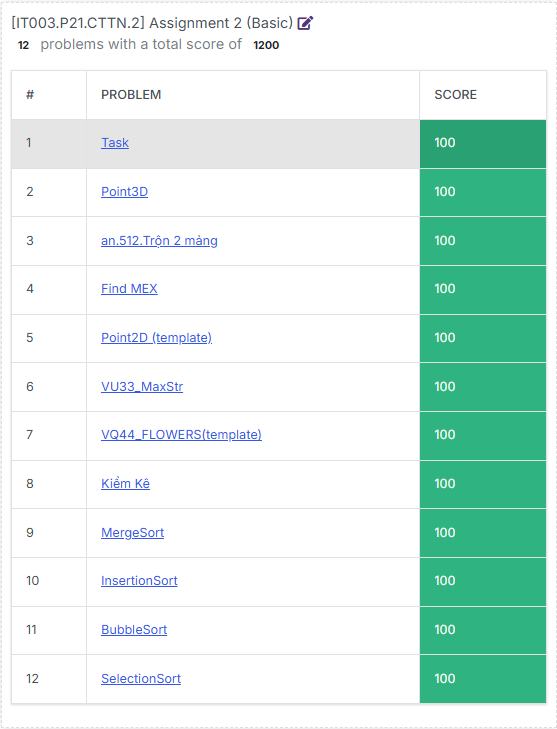 [IT003.P21.CTTN.2] Assignment 2 (Basic)
12 problems with a total score of 1200
# PROBLEM SCORE
1 Task 100
2 Point3D 100
3 an.512.Trộn 2 mảng 100
4 Find MEX 100
5 Point2D (template) 100
6 VU33_MaxStr 100
7 VQ44_FLOWERS(template) 100
8 Kiểm Kê 100
9 MergeSort 100
10 InsertionSort 100
11 BubbleSort 100
12 SelectionSort 100